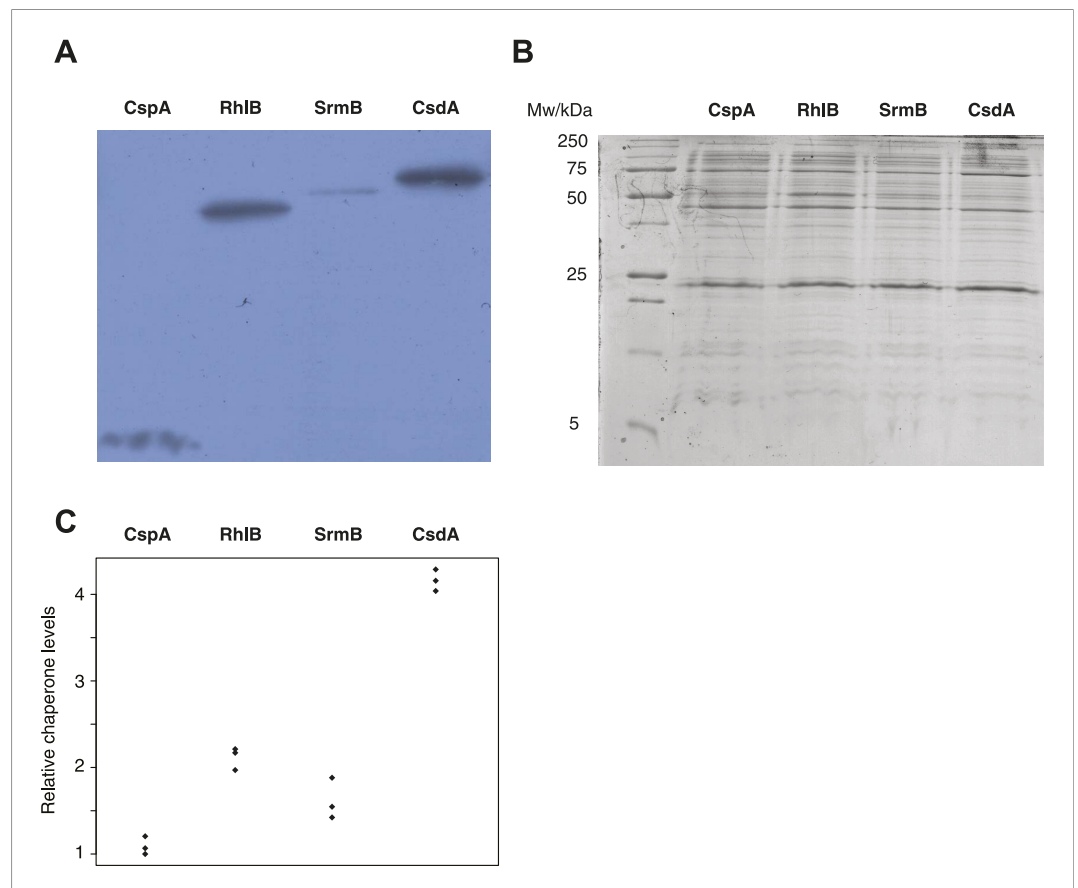 A
CspA RhlB SrmB CsdA
B
Mw/kDa CspA RhlB SrmB CsdA
250
75
50
25
5
C
CspA RhlB SrmB CsdA
Relative chaperone levels
4
3
2
1